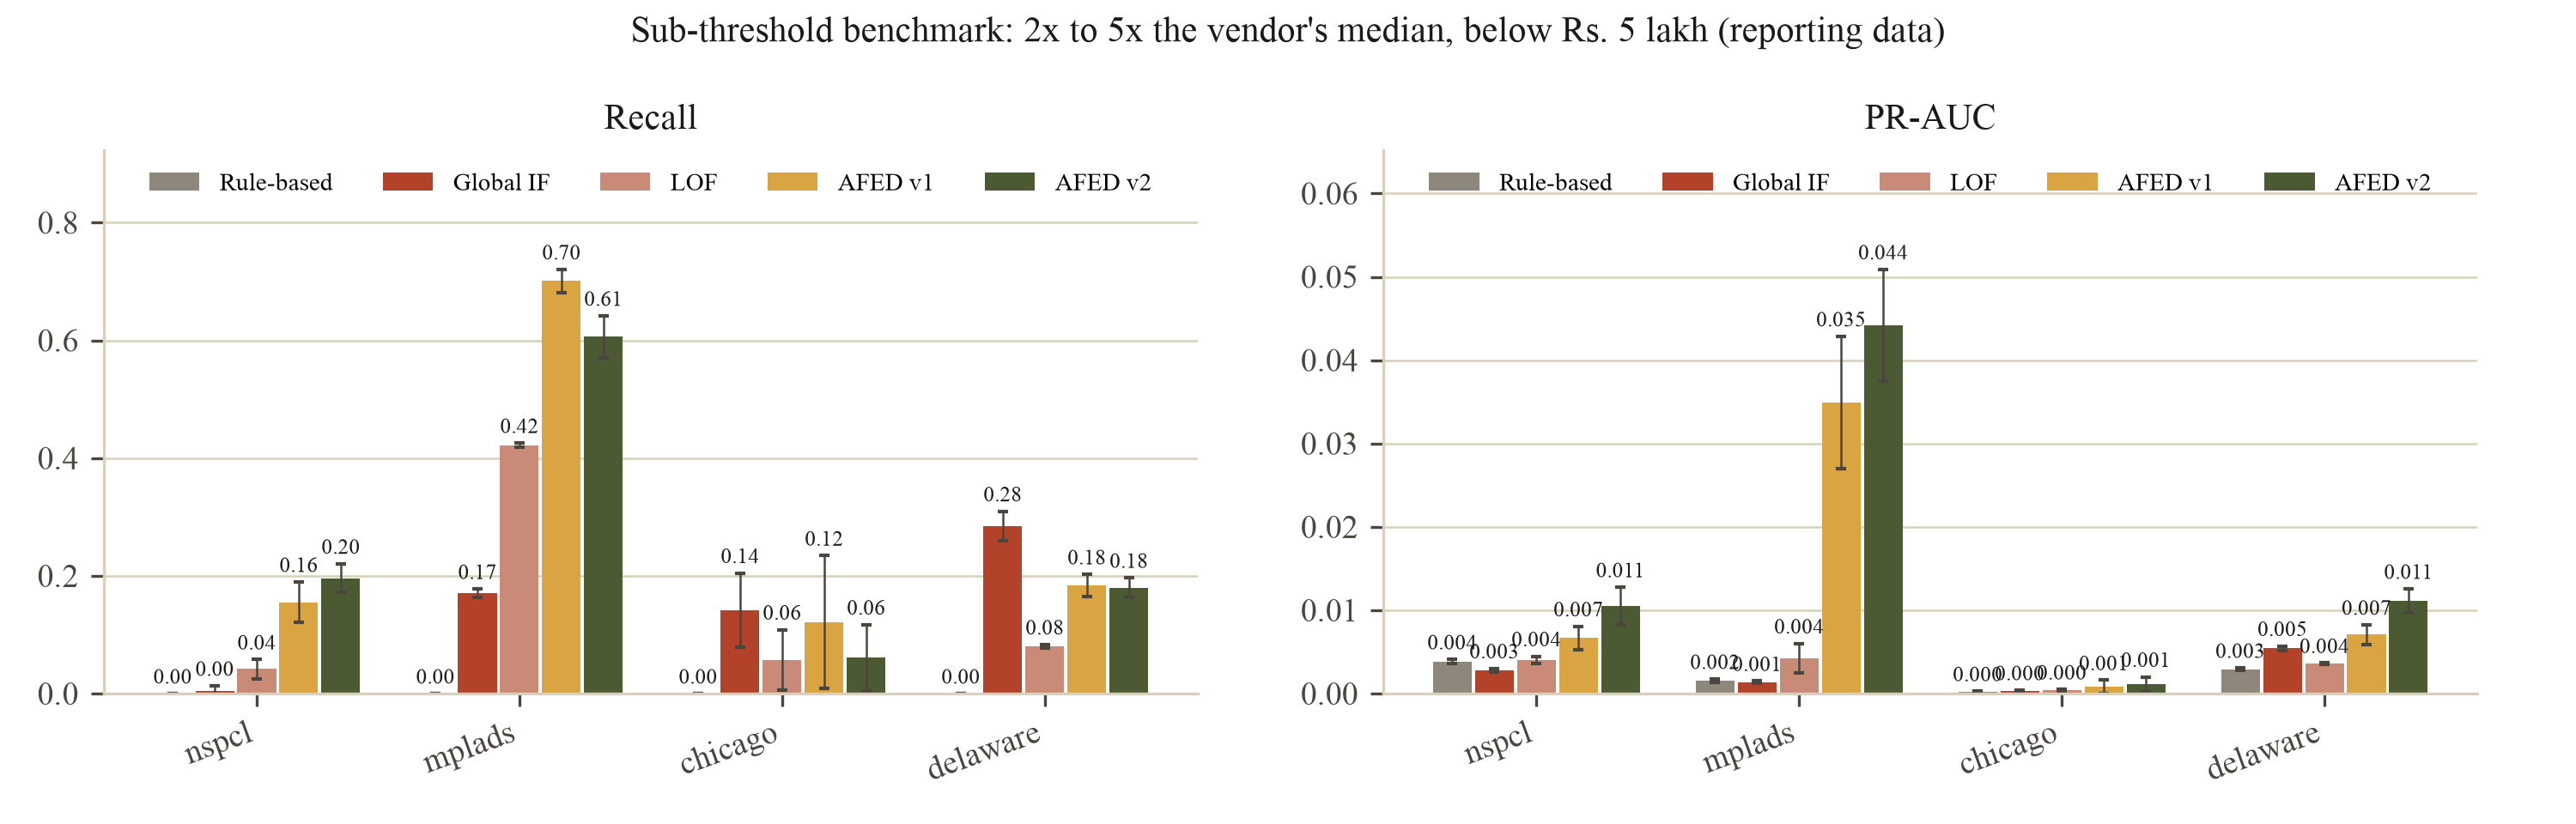 Sub-threshold benchmark: 2x to 5x the vendor's median, below Rs. 5 lakh (reporting data)
Recall
Rule-based Global IF LOF AFED v1 AFED v2
0.8
0.6
0.4
0.2
0.0
0.00 0.00 0.04 0.16 0.20
0.00 0.17 0.42 0.70 0.61
0.00 0.14 0.06 0.12 0.06
0.00 0.28 0.08 0.18 0.18
nspcl mplads chicago delaware
PR-AUC
Rule-based Global IF LOF AFED v1 AFED v2
0.06
0.05
0.04
0.03
0.02
0.01
0.00
0.004 0.003 0.004 0.007 0.011
0.002 0.001 0.004 0.035 0.044
0.000 0.000 0.000 0.001 0.001
0.003 0.005 0.004 0.007 0.011
nspcl mplads chicago delaware